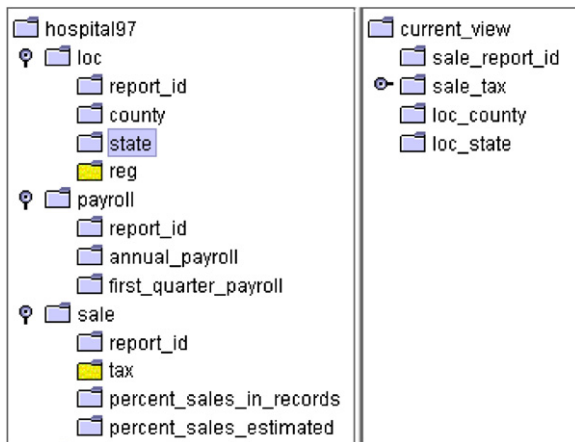 hospital97
loc
report_id
county
state
reg
payroll
report_id
annual_payroll
first_quarter_payroll
sale
report_id
tax
percent_sales_in_records
percent_sales_estimated
current_view
sale_report_id
sale_tax
loc_county
loc_state